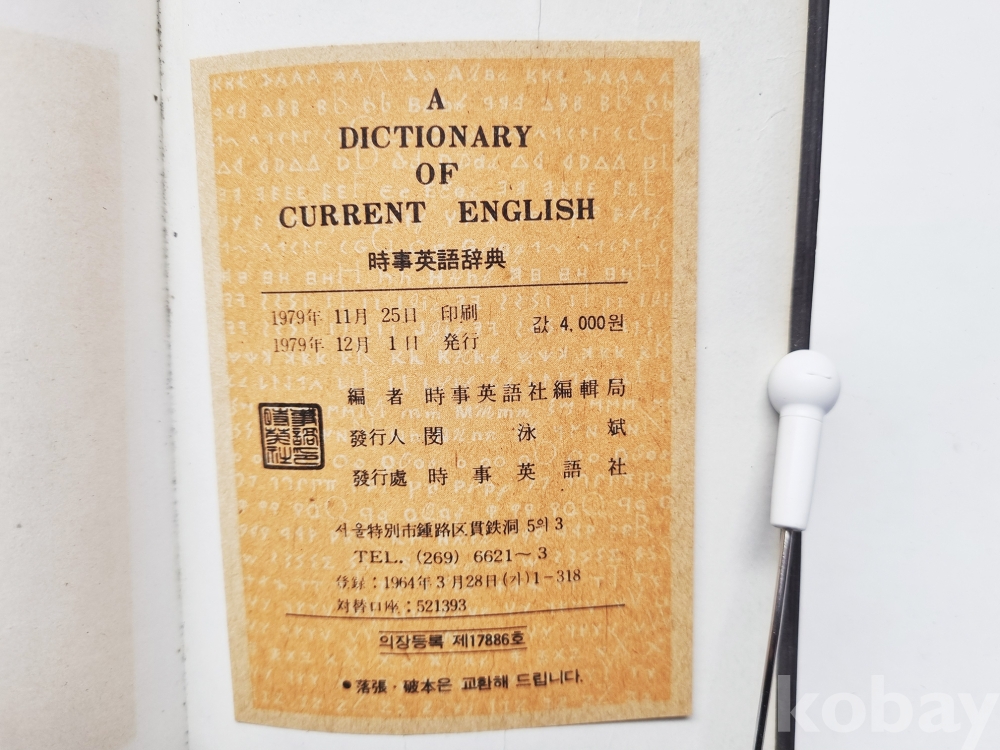 A
DICTIONARY
OF
CURRENT ENGLISH
時事英語辞典
1979年 11月 25日 印刷
1979年 12月 1日 発行
값 4,000원
編者 時事英語社編輯局
發行人 閔泳斌
發行處 時事英語社
서울特別市鍾路区貫鉄洞 5의 3
TEL. (269) 6621~3
登録:1964年 3月 28日(가)1-318
対替口座:521393
의장등록 제17886호
●落張·破本은 교환해 드립니다.
kobay